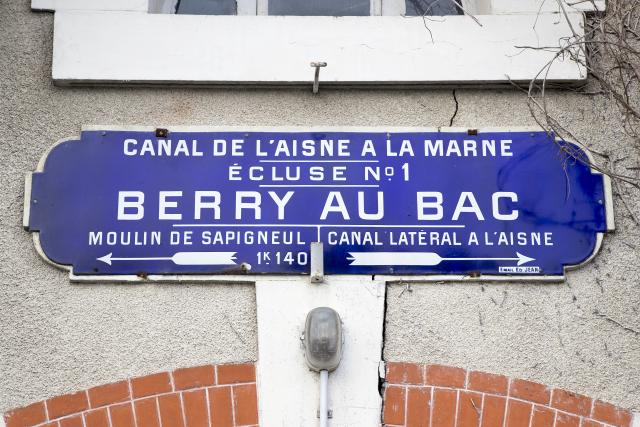 CANAL DE L'AISNE A LA MARNE
ÉCLUSE Nº 1
BERRY AU BAC
MOULIN DE SAPIGNEUL CANAL LATÉRAL A L'AISNE
1K140
EMAIL ED. JEAN